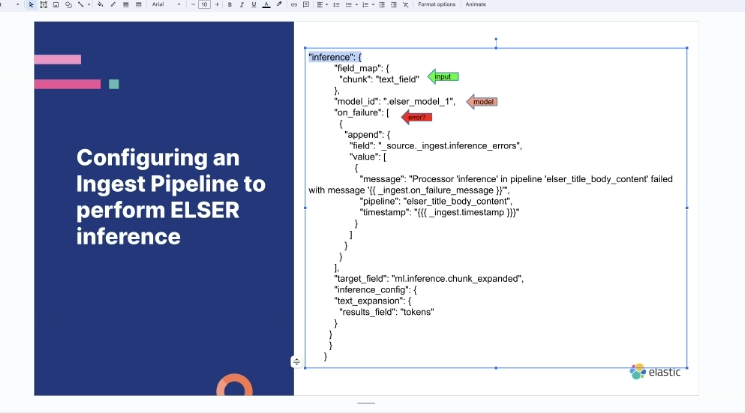 Arial
10
B I U A
Format options
Animate
Configuring an
Ingest Pipeline to
perform ELSER
inference
"inference": {
"field_map": {
"chunk": "text_field"
input
},
"model_id": ".elser_model_1",
model
"on_failure": [
error?
{
"append": {
"field": "_source._ingest.inference_errors",
"value": [
{
"message": "Processor 'inference' in pipeline 'elser_title_body_content' failed
with message '{{ _ingest.on_failure_message }}'",
"pipeline": "elser_title_body_content",
"timestamp": "{{{ _ingest.timestamp }}}"
}
]
}
}
],
"target_field": "ml.inference.chunk_expanded",
"inference_config": {
"text_expansion": {
"results_field": "tokens"
}
}
}
}
elastic